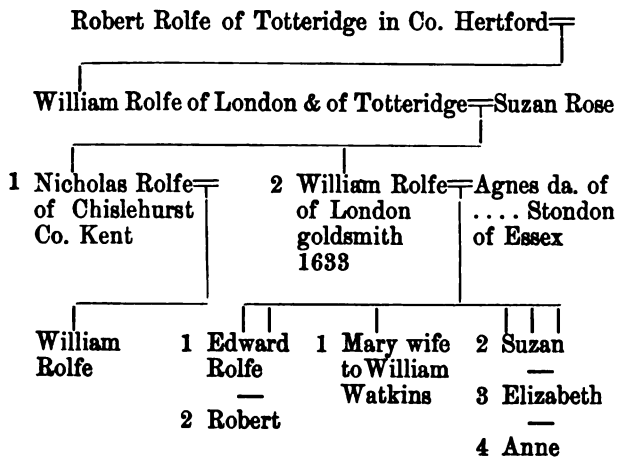 Robert Rolfe of Totteridge in Co. Hertford
William Rolfe of London & of Totteridge Suzan Rose
1 Nicholas Rolfe
of Chislehurst
Co. Kent
2 William Rolfe
of London
goldsmith
1633
Agnes da. of
.... Stondon
of Essex
William
Rolfe
1 Edward
Rolfe
2 Robert
1 Mary wife
to William
Watkins
2 Suzan
3 Elizabeth
4 Anne